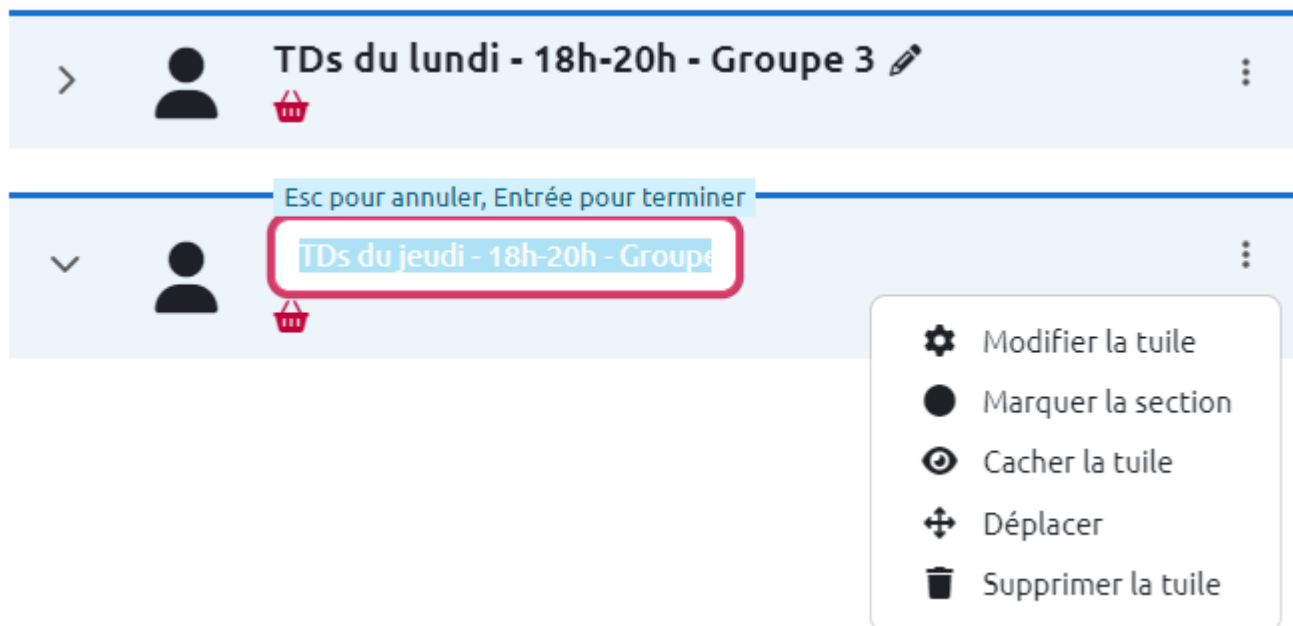 TDs du lundi - 18h-20h - Groupe 3
Esc pour annuler, Entrée pour terminer
TDs du jeudi - 18h-20h - Groupe
Modifier la tuile
Marquer la section
Cacher la tuile
Déplacer
Supprimer la tuile